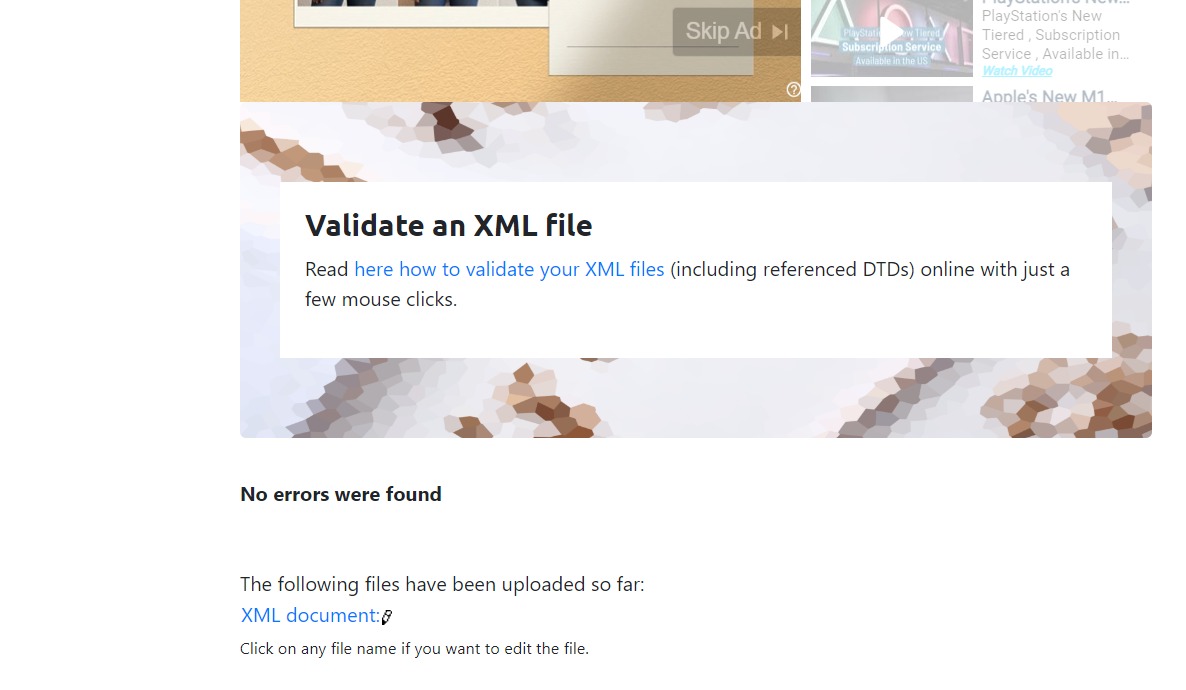 Skip Ad
PlayStation's New...
PlayStation's New
Tiered , Subscription
Service , Available in...
Watch Video
PlayStation's New Tiered
Subscription Service
Available in the US
Apple's New M1...
Validate an XML file
Read here how to validate your XML files (including referenced DTDs) online with just a
few mouse clicks.
No errors were found
The following files have been uploaded so far:
XML document:
Click on any file name if you want to edit the file.